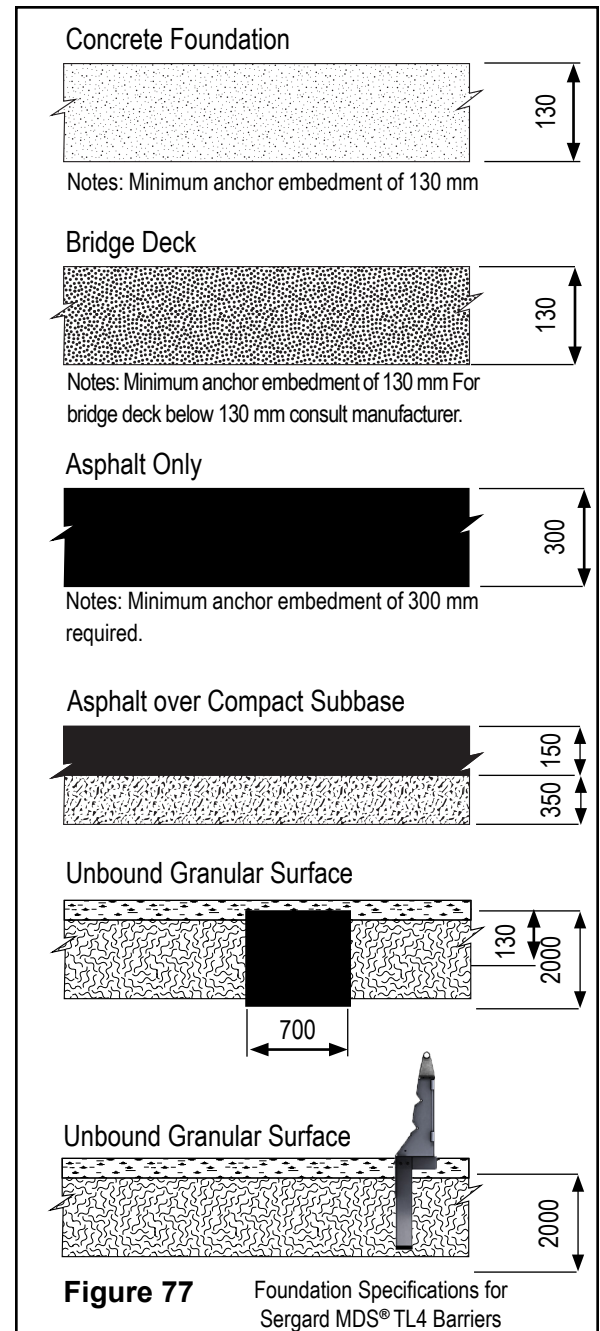 Concrete Foundation
130
Notes: Minimum anchor embedment of 130 mm
Bridge Deck
130
Notes: Minimum anchor embedment of 130 mm For
bridge deck below 130 mm consult manufacturer.
Asphalt Only
300
Notes: Minimum anchor embedment of 300 mm
required.
Asphalt over Compact Subbase
150
350
Unbound Granular Surface
130
2000
700
Unbound Granular Surface
2000
Figure 77 Foundation Specifications for
Sergard MDS® TL4 Barriers